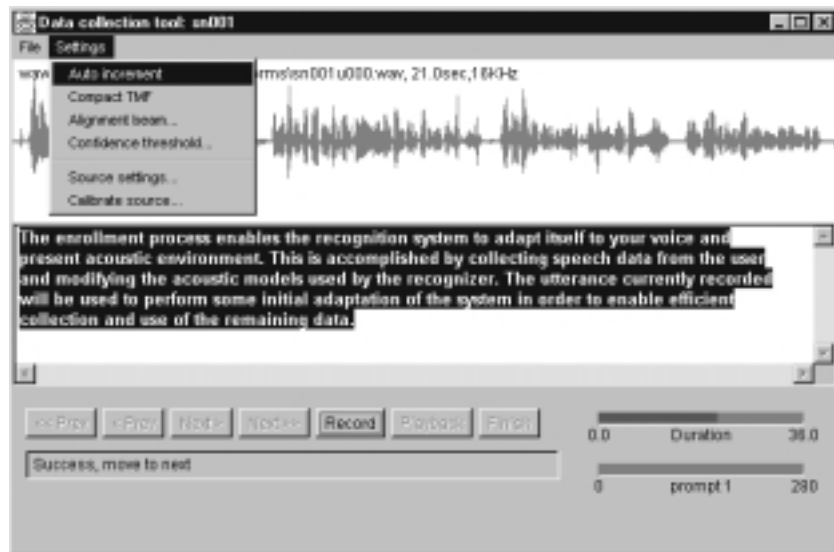 Data collection tool: sn001
File Settings
Auto increment
Compact TMF
Alignment beam...
Confidence threshold...
Source settings...
Calibrate source...
rms\sn001u000.wav, 21.0sec,16KHz
The enrollment process enables the recognition system to adapt itself to your voice and
present acoustic environment. This is accomplished by collecting speech data from the user
and modifying the acoustic models used by the recognizer. The utterance currently recorded
will be used to perform some initial adaptation of the system in order to enable efficient
collection and use of the remaining data.
<< Prev < Prev Next > Next >> Record Playback Finish
0.0 Duration 36.0
Success, move to next
0 prompt 1 280